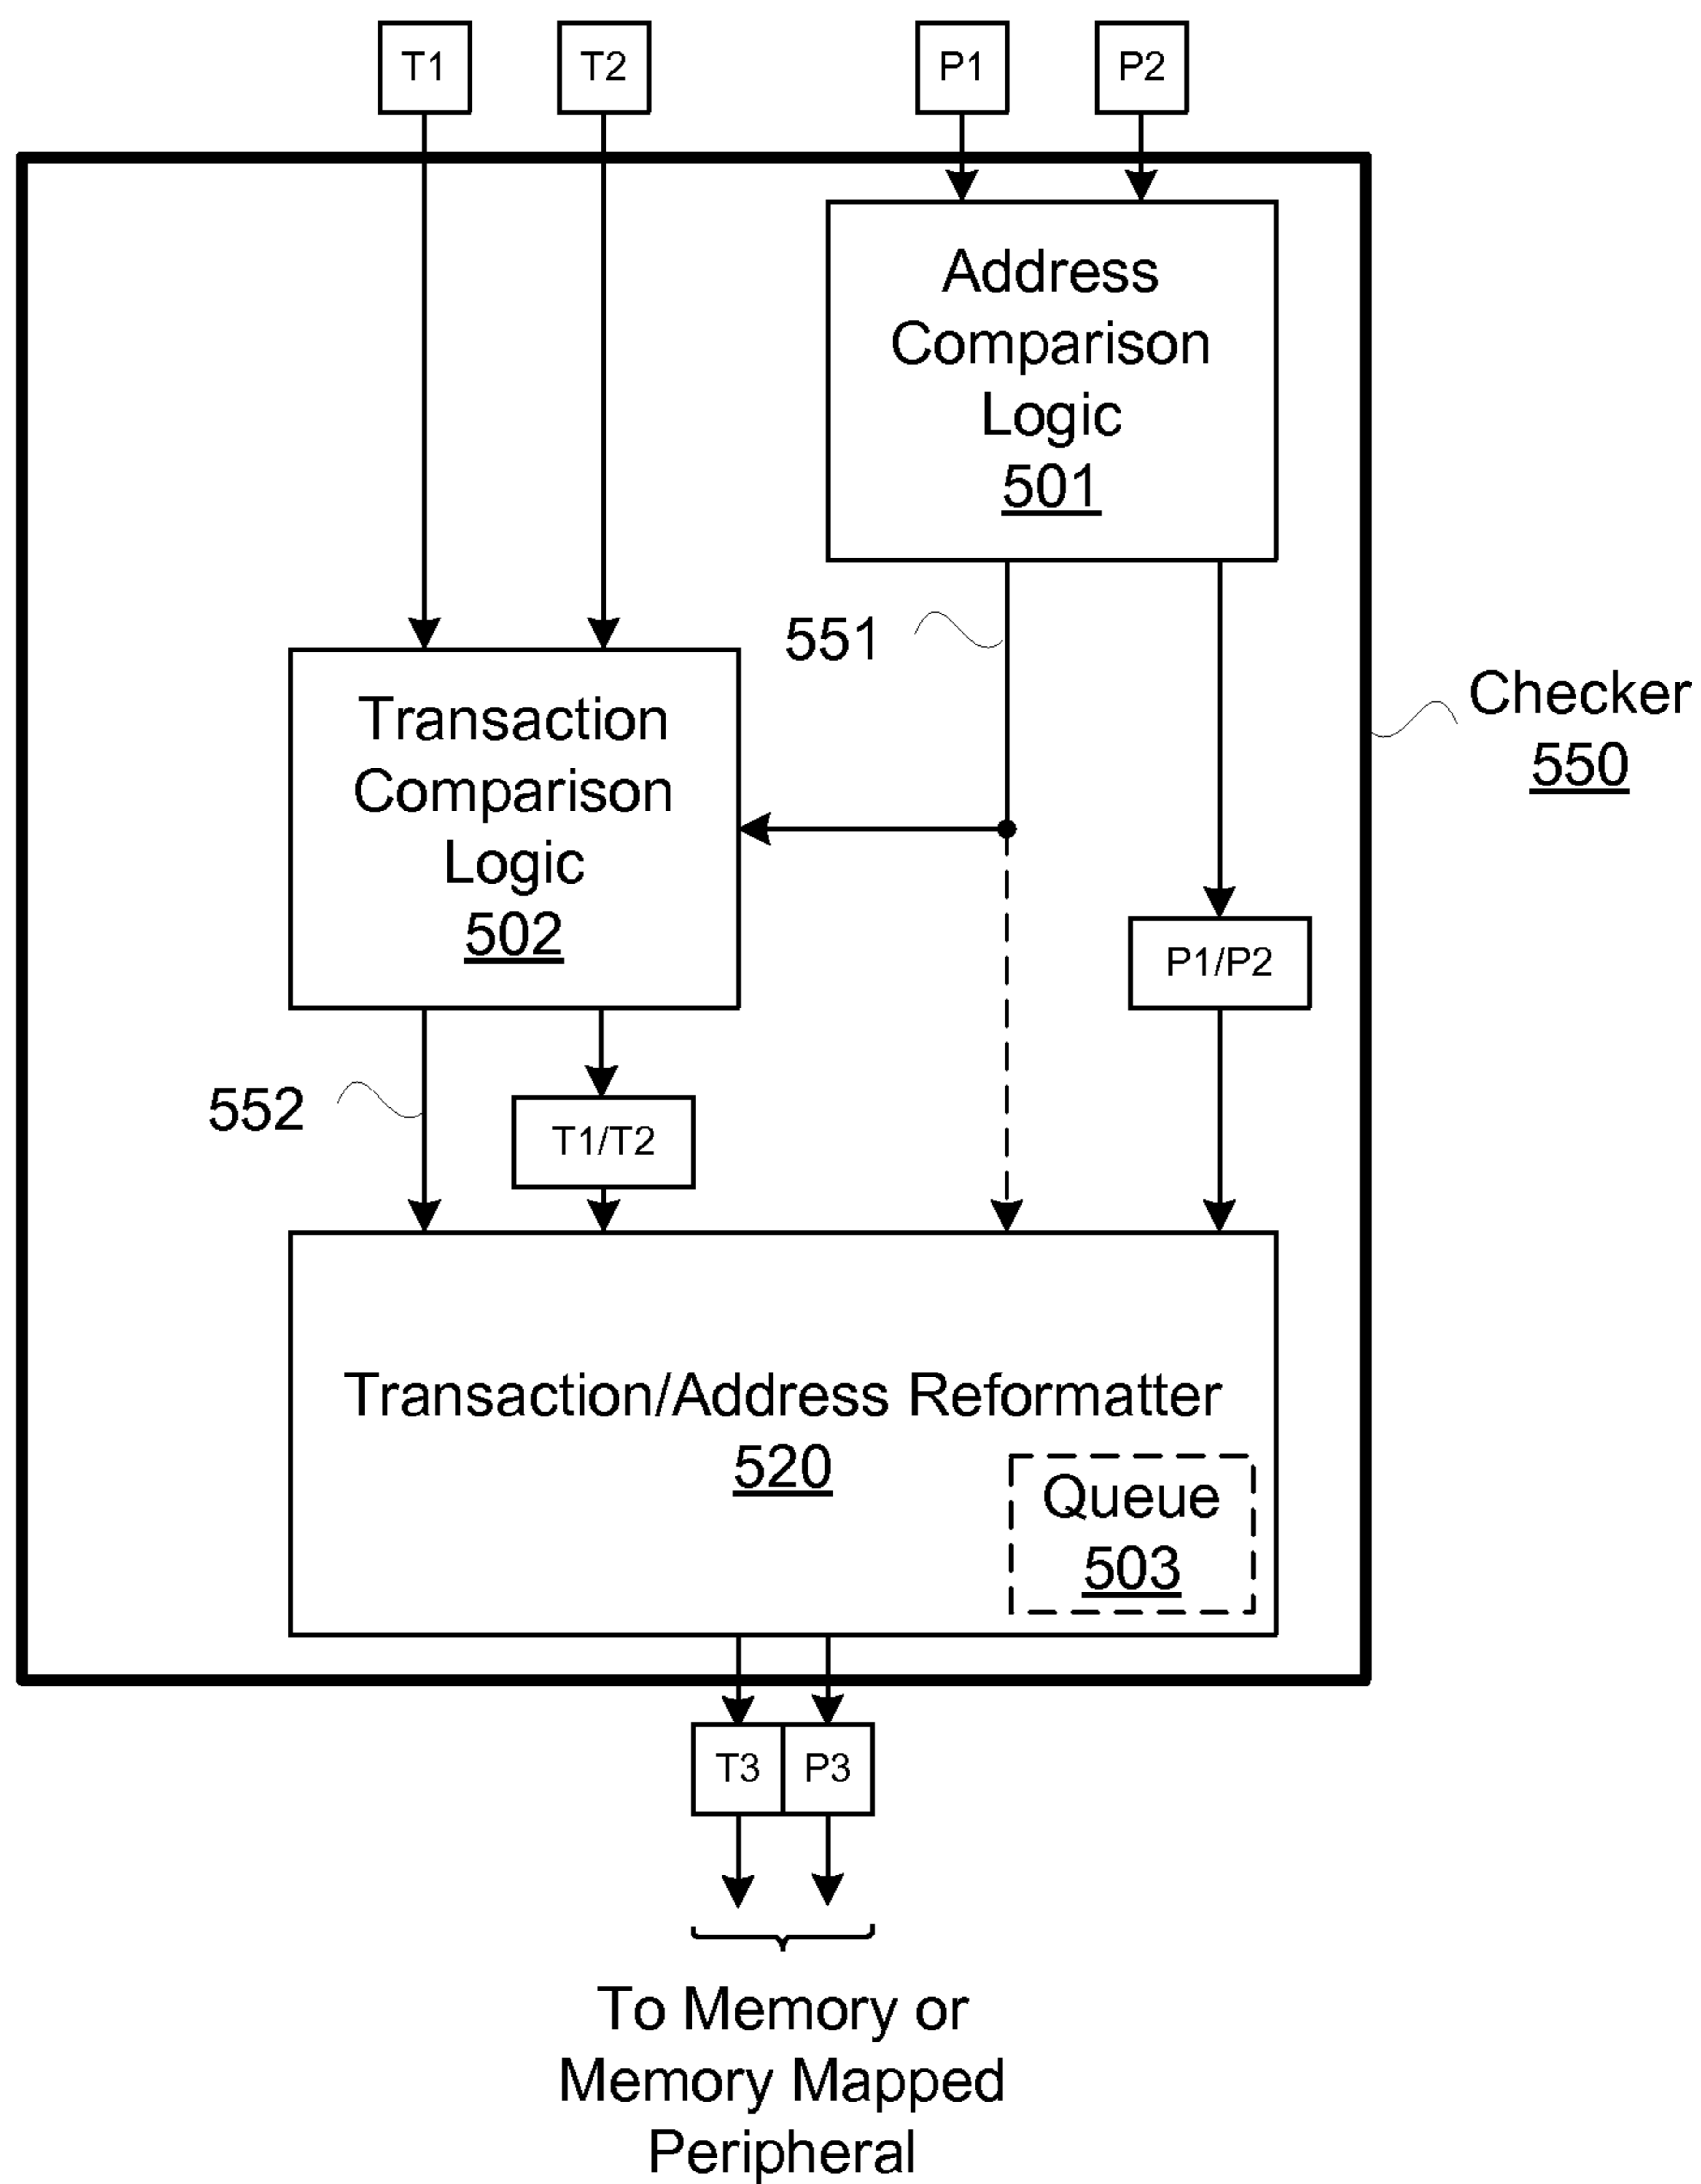 T1
T2
P1
P2
Address
Comparison
Logic
501
551
Checker
550
Transaction
Comparison
Logic
502
P1/P2
552
T1/T2
Transaction/Address Reformatter
520
Queue
503
T3
P3
To Memory or
Memory Mapped
Peripheral